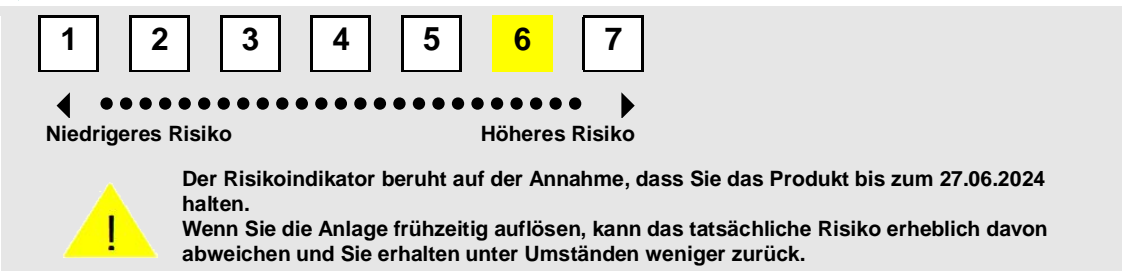 1 2 3 4 5 6 7
Niedrigeres Risiko Höheres Risiko
Der Risikoindikator beruht auf der Annahme, dass Sie das Produkt bis zum 27.06.2024
halten.
Wenn Sie die Anlage frühzeitig auflösen, kann das tatsächliche Risiko erheblich davon
! abweichen und Sie erhalten unter Umständen weniger zurück.